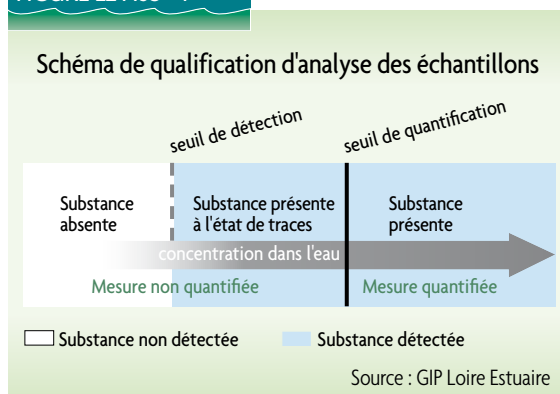 Schéma de qualification d'analyse des échantillons
seuil de détection
seuil de quantification
Substance
absente
Substance présente
à l'état de traces
Substance
présente
concentration dans l'eau
Mesure non quantifiée
Mesure quantifiée
Substance non détectée
Substance détectée
Source : GIP Loire Estuaire